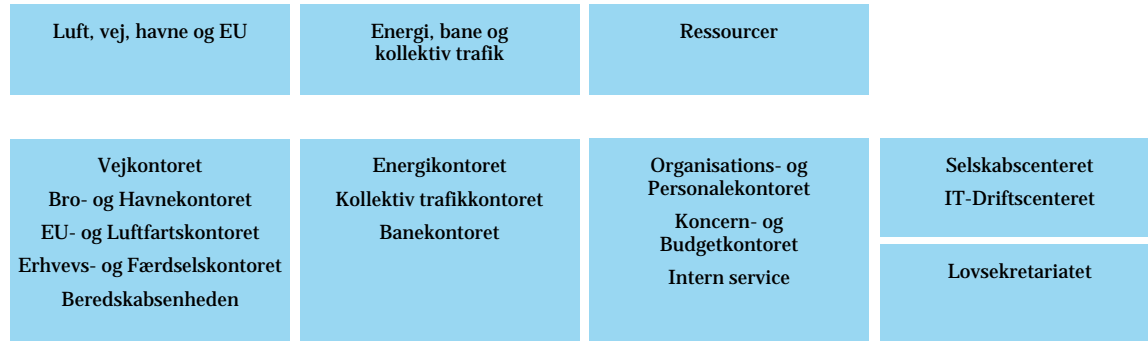 Luft, vej, havne og EU
Energi, bane og
kollektiv trafik
Ressourcer
Vejkontoret
Bro- og Havnekontoret
EU- og Luftfartskontoret
Erhvevs- og Færdselskontoret
Beredskabsenheden
Energikontoret
Kollektiv trafikkontoret
Banekontoret
Organisations- og
Personalekontoret
Koncern- og
Budgetkontoret
Intern service
Selskabscenteret
IT-Driftscenteret
Lovsekretariatet